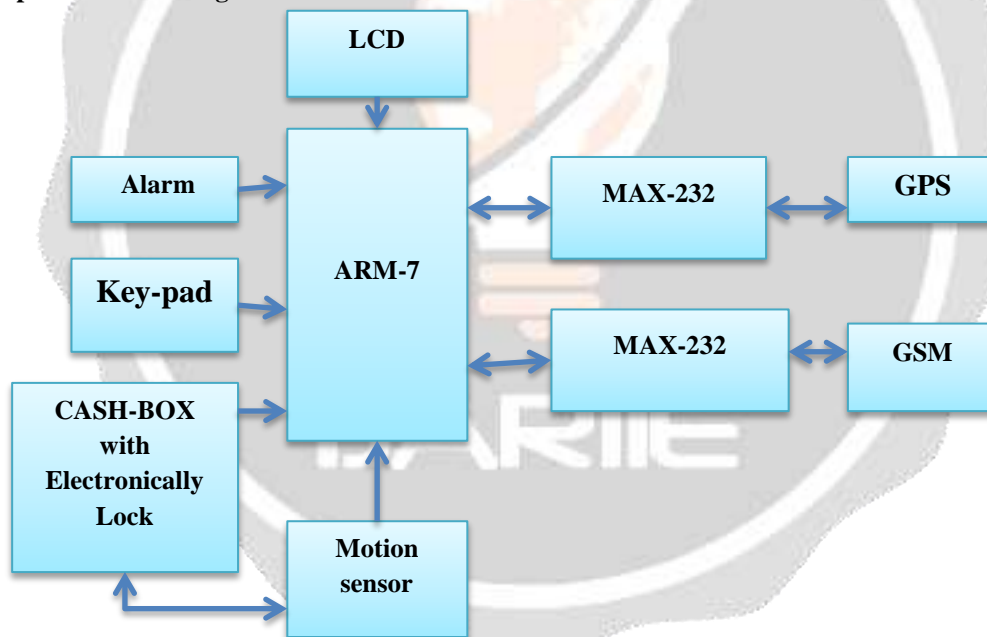 LCD
Alarm
MAX-232
GPS
ARM-7
Key-pad
MAX-232
GSM
CASH-BOX
with
Electronically
Lock
Motion
sensor